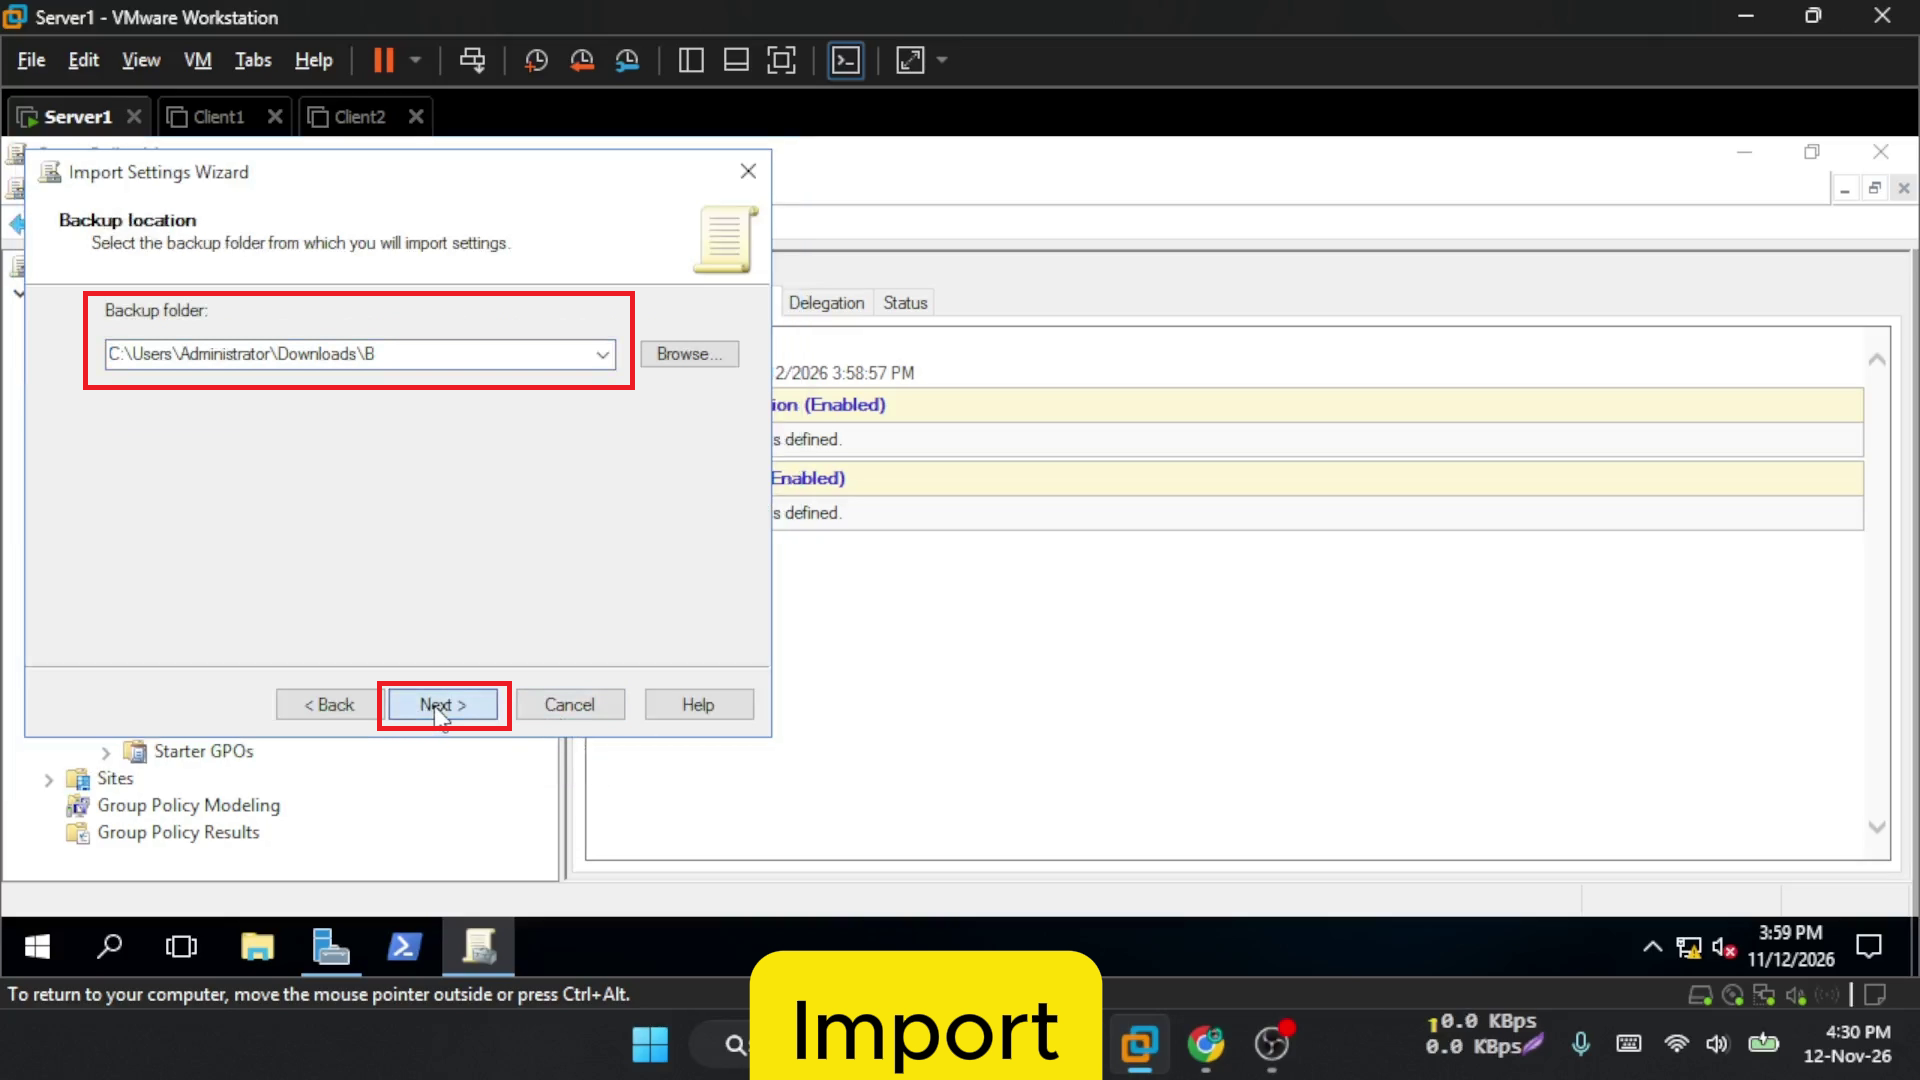 Server1 - VMware Workstation
File Edit View VM Tabs Help
Server1 Client1 Client2
Import Settings Wizard
Backup location
Select the backup folder from which you will import settings.
Backup folder:
C:\Users\Administrator\Downloads\B
Browse...
Delegation Status
2/2026 3:58:57 PM
ion (Enabled)
s defined.
Enabled)
s defined.
< Back Next > Cancel Help
Starter GPOs
Sites
Group Policy Modeling
Group Policy Results
3:59 PM
11/12/2026
To return to your computer, move the mouse pointer outside or press Ctrl+Alt.
Import
0.0 KBps
0.0 KBps
4:30 PM
12-Nov-26